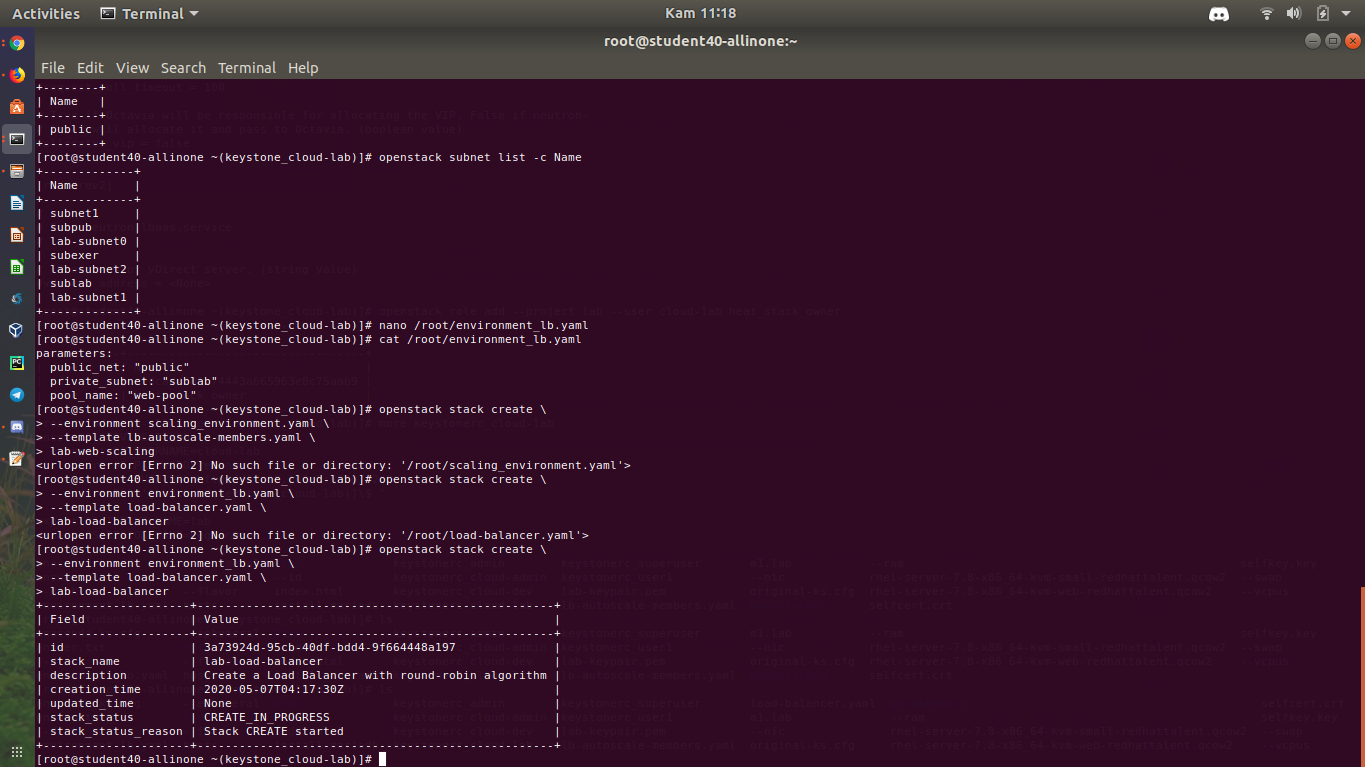 Activities Terminal Kam 11:18
root@student40-allinone:~
File Edit View Search Terminal Help
+--------+
| Name   |
+--------+
| public |
+--------+
[root@student40-allinone ~(keystone_cloud-lab)]# openstack subnet list -c Name
+-------------+
| Name        |
+-------------+
| subnet1     |
| subpub      |
| lab-subnet0 |
| subexer     |
| lab-subnet2 |
| sublab      |
| lab-subnet1 |
+-------------+
[root@student40-allinone ~(keystone_cloud-lab)]# nano /root/environment_lb.yaml
[root@student40-allinone ~(keystone_cloud-lab)]# cat /root/environment_lb.yaml
parameters:
  public_net: "public"
  private_subnet: "sublab"
  pool_name: "web-pool"
[root@student40-allinone ~(keystone_cloud-lab)]# openstack stack create \
> --environment scaling_environment.yaml \
> --template lb-autoscale-members.yaml \
> lab-web-scaling
<urlopen error [Errno 2] No such file or directory: '/root/scaling_environment.yaml'>
[root@student40-allinone ~(keystone_cloud-lab)]# openstack stack create \
> --environment environment_lb.yaml \
> --template load-balancer.yaml \
> lab-load-balancer
<urlopen error [Errno 2] No such file or directory: '/root/load-balancer.yaml'>
[root@student40-allinone ~(keystone_cloud-lab)]# openstack stack create \
> --environment environment_lb.yaml \
> --template load-balancer.yaml \
> lab-load-balancer
+---------------------+---------------------------------------------------+
| Field               | Value                                             |
+---------------------+---------------------------------------------------+
| id                  | 3a73924d-95cb-40df-bdd4-9f664448a197              |
| stack_name          | lab-load-balancer                                 |
| description         | Create a Load Balancer with round-robin algorithm |
| creation_time       | 2020-05-07T04:17:30Z                              |
| updated_time        | None                                              |
| stack_status        | CREATE_IN_PROGRESS                                |
| stack_status_reason | Stack CREATE started                              |
+---------------------+---------------------------------------------------+
[root@student40-allinone ~(keystone_cloud-lab)]#